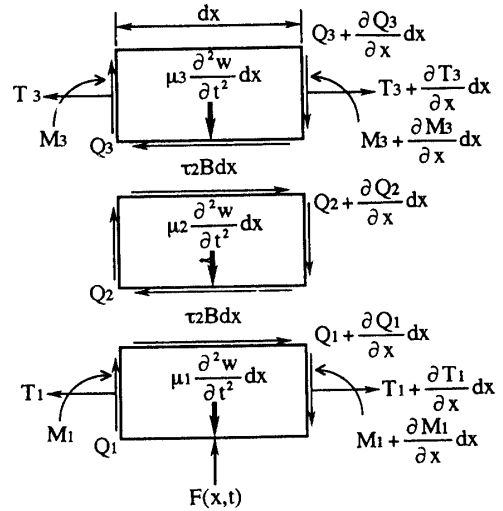 dx
Q3 + ∂Q3/∂x dx
μ3 ∂²w/∂t² dx
T3
T3 + ∂T3/∂x dx
M3
Q3
M3 + ∂M3/∂x dx
τ2Bdx
Q2 + ∂Q2/∂x dx
μ2 ∂²w/∂t² dx
Q2
τ2Bdx
Q1 + ∂Q1/∂x dx
μ1 ∂²w/∂t² dx
T1
T1 + ∂T1/∂x dx
M1
Q1
M1 + ∂M1/∂x dx
F(x,t)